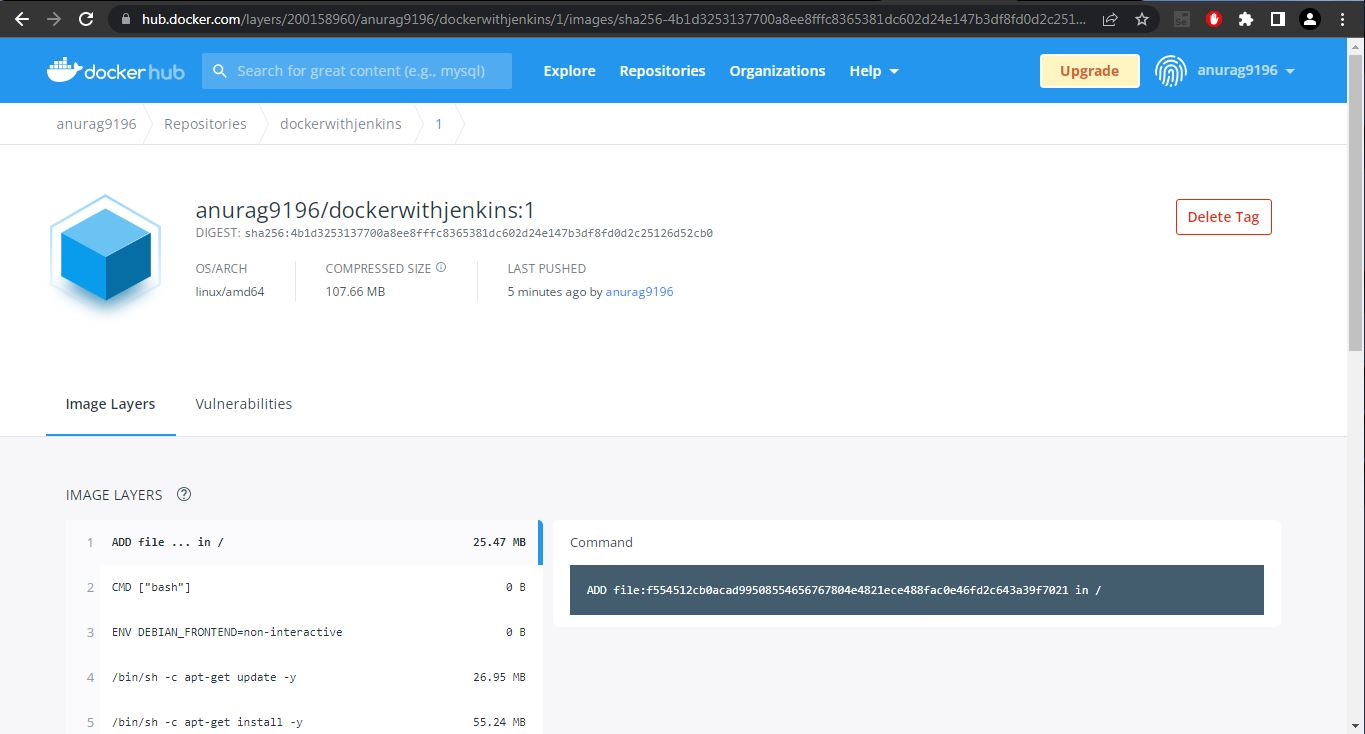 hub.docker.com/layers/200158960/anurag9196/dockerwithjenkins/1/images/sha256-4b1d3253137700a8ee8fffc8365381dc602d24e147b3df8fd0d2c251...
docker hub
Search for great content (e.g., mysql)
Explore
Repositories
Organizations
Help
Upgrade
anurag9196
anurag9196
Repositories
dockerwithjenkins
1
anurag9196/dockerwithjenkins:1
Delete Tag
DIGEST: sha256:4b1d3253137700a8ee8fffc8365381dc602d24e147b3df8fd0d2c25126d52cb0
OS/ARCH
linux/amd64
COMPRESSED SIZE
107.66 MB
LAST PUSHED
5 minutes ago by anurag9196
Image Layers
Vulnerabilities
IMAGE LAYERS
1 ADD file ... in / 25.47 MB
2 CMD ["bash"] 0 B
3 ENV DEBIAN_FRONTEND=non-interactive 0 B
4 /bin/sh -c apt-get update -y 26.95 MB
5 /bin/sh -c apt-get install -y 55.24 MB
Command
ADD file:f554512cb0acad99508554656767804e4821ece488fac0e46fd2c643a39f7021 in /